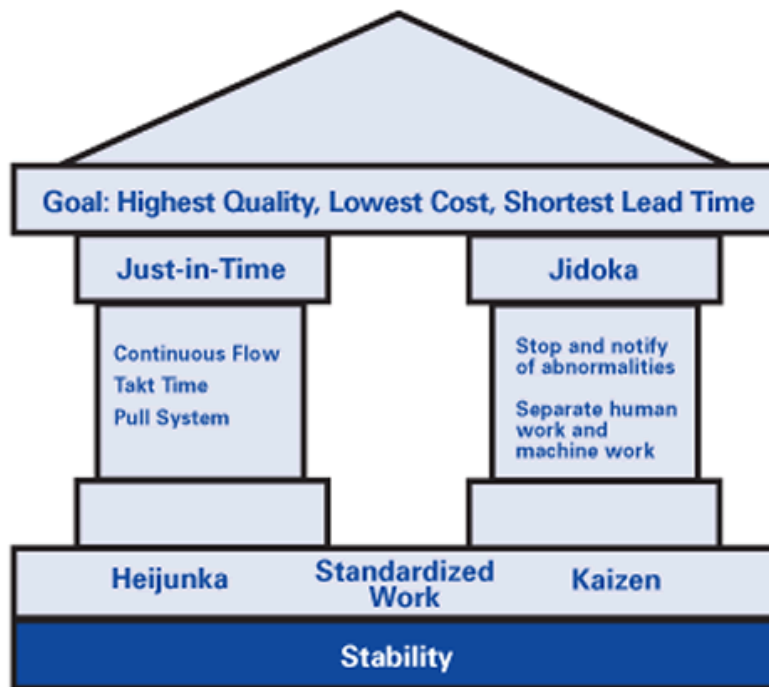 Goal: Highest Quality, Lowest Cost, Shortest Lead Time
Just-in-Time
Continuous Flow
Takt Time
Pull System
Jidoka
Stop and notify
of abnormalities
Separate human
work and
machine work
Heijunka
Standardized
Work
Kaizen
Stability